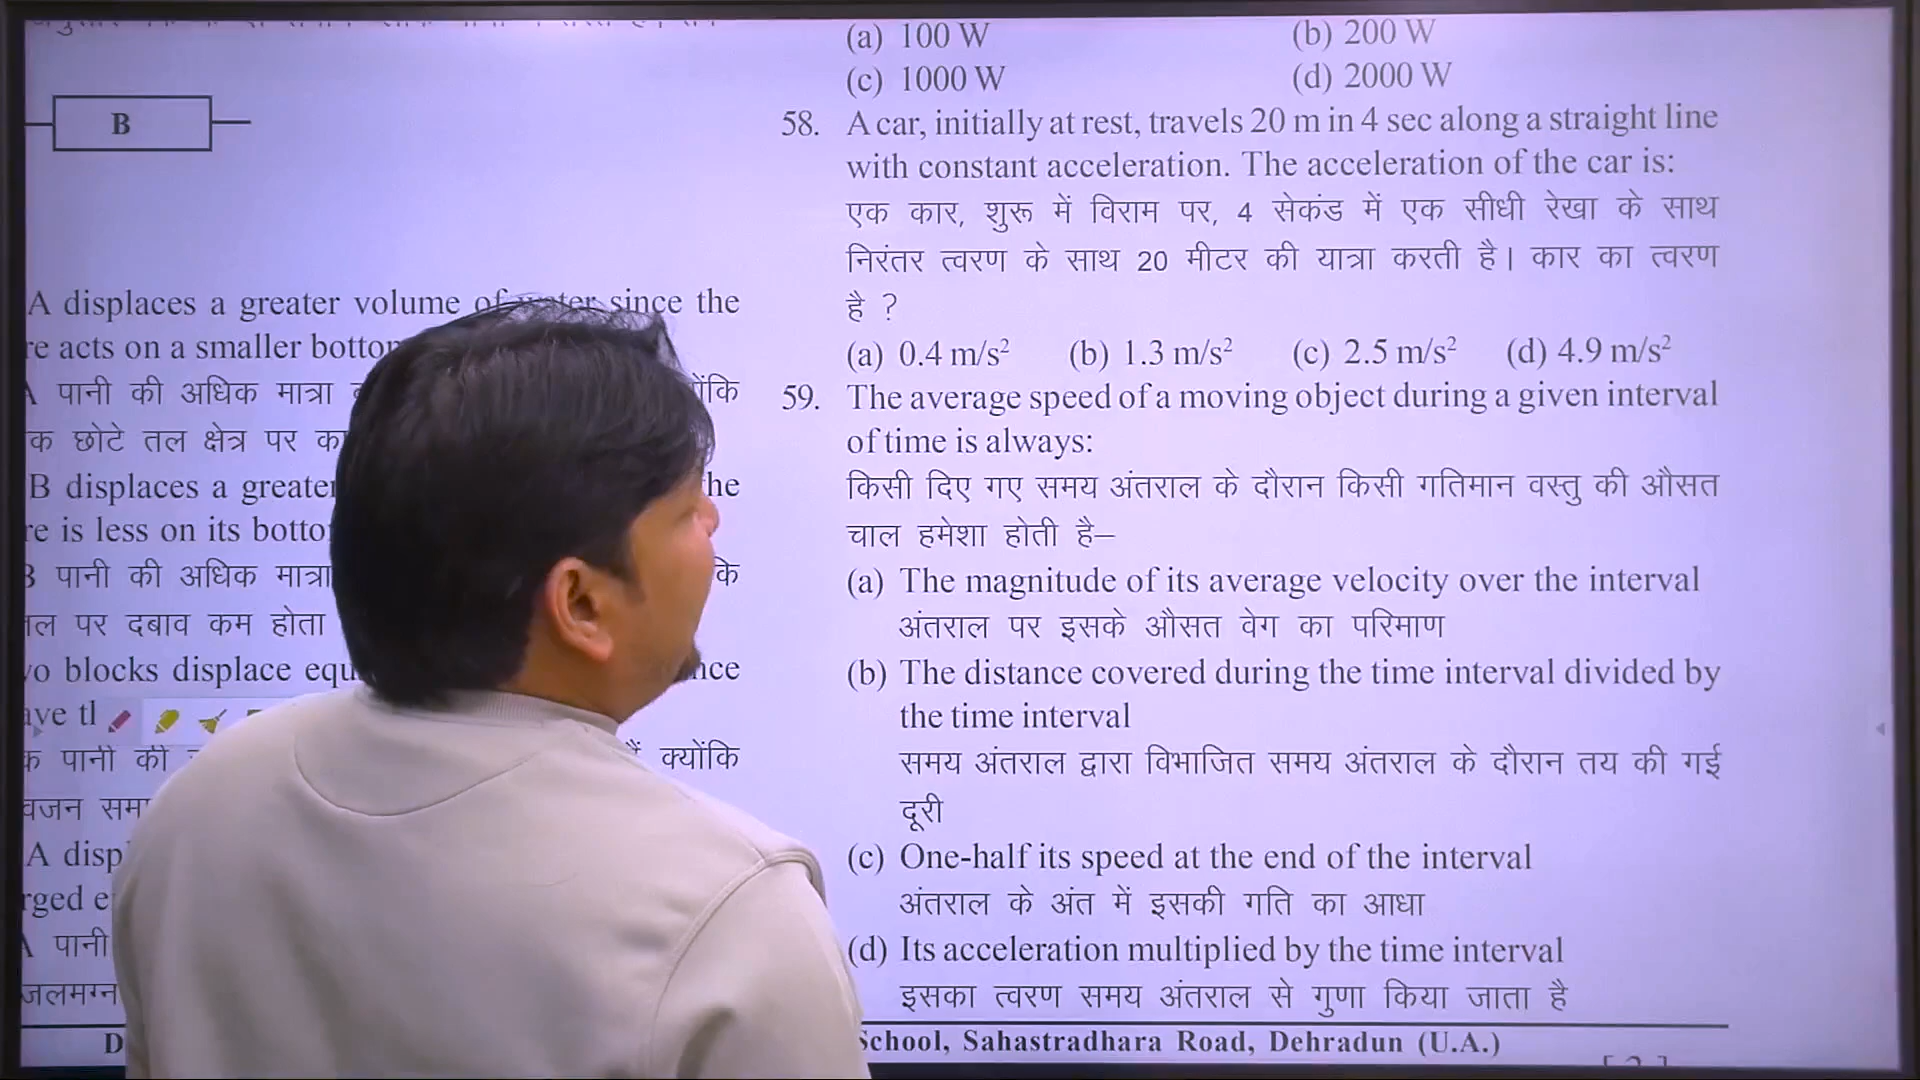 B
A displaces a greater volume of water since the
re acts on a smaller bottom
पानी की अधिक मात्रा
क छोटे तल क्षेत्र पर
B displaces a greater
re is less on its
पानी की अधिक मात्रा
पर दबाव कम होता
blocks displace
पानी की
क्योंकि
वजन
A
पानी
जलमग्न
(a) 100 W (b) 200 W
(c) 1000 W (d) 2000 W
58. A car, initially at rest, travels 20 m in 4 sec along a straight line
with constant acceleration. The acceleration of the car is:
एक कार, शुरू में विराम पर, 4 सेकंड में एक सीधी रेखा के साथ
निरंतर त्वरण के साथ 20 मीटर की यात्रा करती है। कार का त्वरण
है ?
(a) 0.4 m/s² (b) 1.3 m/s² (c) 2.5 m/s² (d) 4.9 m/s²
59. The average speed of a moving object during a given interval
of time is always:
किसी दिए गए समय अंतराल के दौरान किसी गतिमान वस्तु की औसत
चाल हमेशा होती है–
(a) The magnitude of its average velocity over the interval
अंतराल पर इसके औसत वेग का परिमाण
(b) The distance covered during the time interval divided by
the time interval
समय अंतराल द्वारा विभाजित समय अंतराल के दौरान तय की गई
दूरी
(c) One-half its speed at the end of the interval
अंतराल के अंत में इसकी गति का आधा
(d) Its acceleration multiplied by the time interval
इसका त्वरण समय अंतराल से गुणा किया जाता है
School, Sahastradhara Road, Dehradun (U.A.)